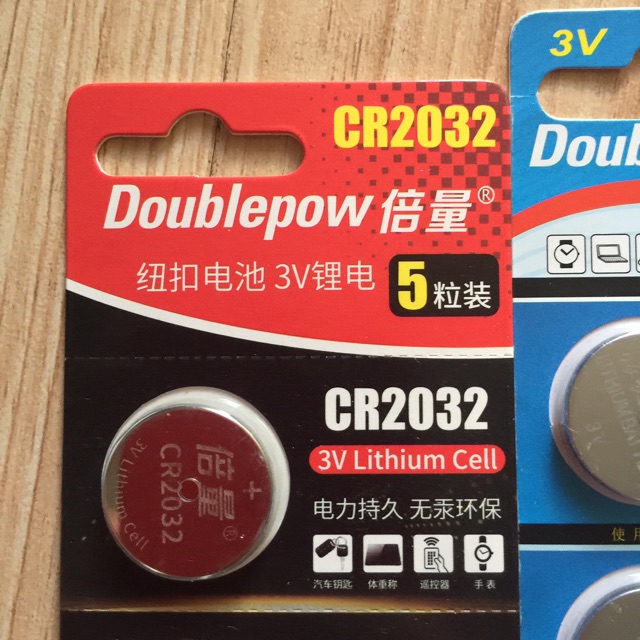 CR2032
Doublepow 倍量®
纽扣电池 3V锂电
5粒装
CR2032
3V Lithium Cell
电力持久 无汞环保
汽车钥匙 体重称 遥控器 手表
+
倍量®
CR2032
3V Lithium Cell
3V
Doub
使用